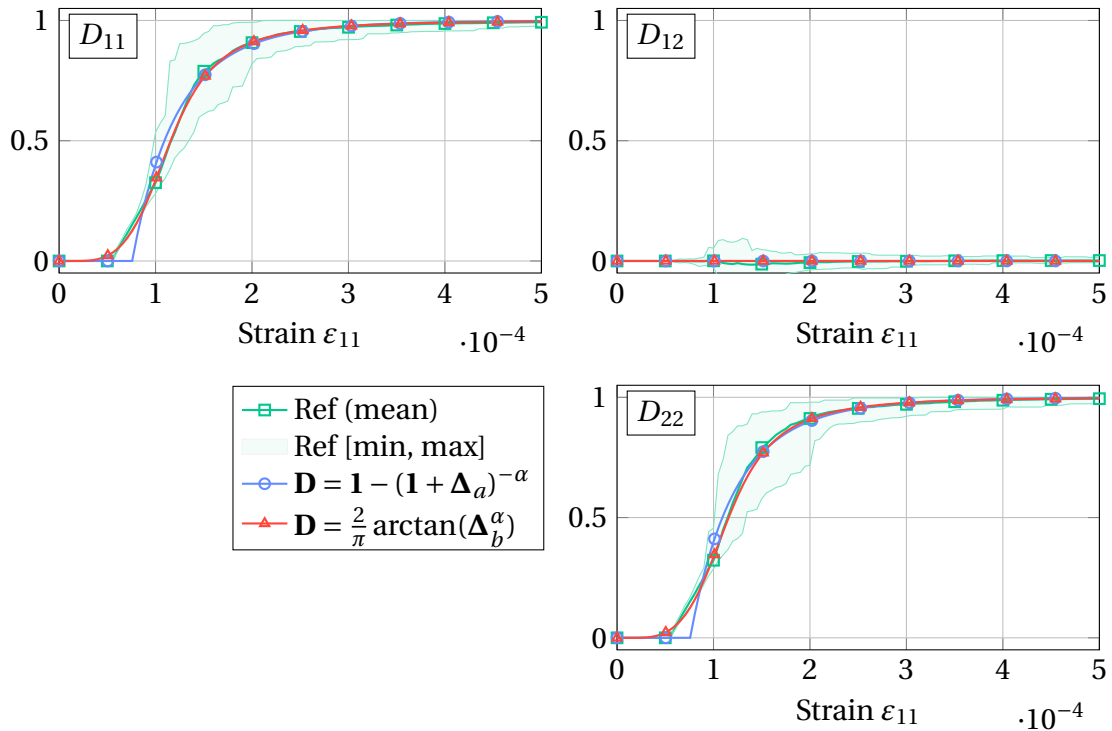 D₁₁
1
0.5
0
0 1 2 3 4 5
Strain ε₁₁
·10⁻⁴
D₁₂
1
0.5
0
0 1 2 3 4 5
Strain ε₁₁
·10⁻⁴
Ref (mean)
Ref [min, max]
D = 1 − (1 + Δₐ)^−α
D = 2/π arctan(Δ_b^α)
D₂₂
1
0.5
0
0 1 2 3 4 5
Strain ε₁₁
·10⁻⁴